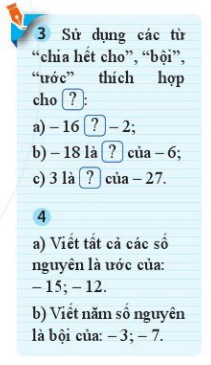 3 Sử dụng các từ
“chia hết cho”, “bội”,
“ước” thích hợp
cho ?:
a) – 16 ? – 2;
b) – 18 là ? của – 6;
c) 3 là ? của – 27.
4
a) Viết tất cả các số
nguyên là ước của:
– 15; – 12.
b) Viết năm số nguyên
là bội của: – 3; – 7.